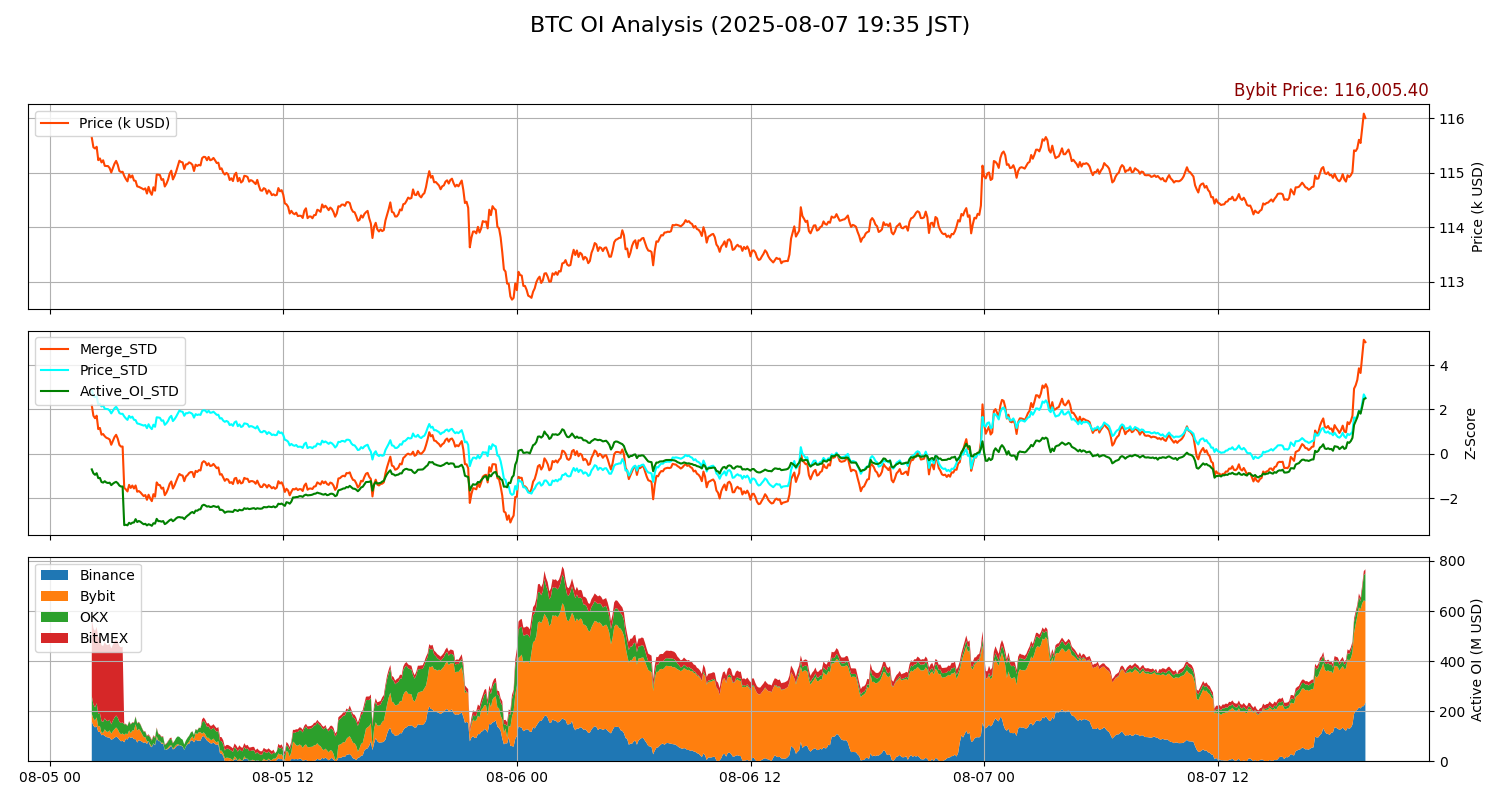 BTC OI Analysis (2025-08-07 19:35 JST)
Bybit Price: 116,005.40
Price (k USD)
116
115
114
113
Price (k USD)
Merge_STD
Price_STD
Active_OI_STD
4
2
0
−2
Z-Score
Binance
Bybit
OKX
BitMEX
800
600
400
200
0
Active OI (M USD)
08-05 00
08-05 12
08-06 00
08-06 12
08-07 00
08-07 12